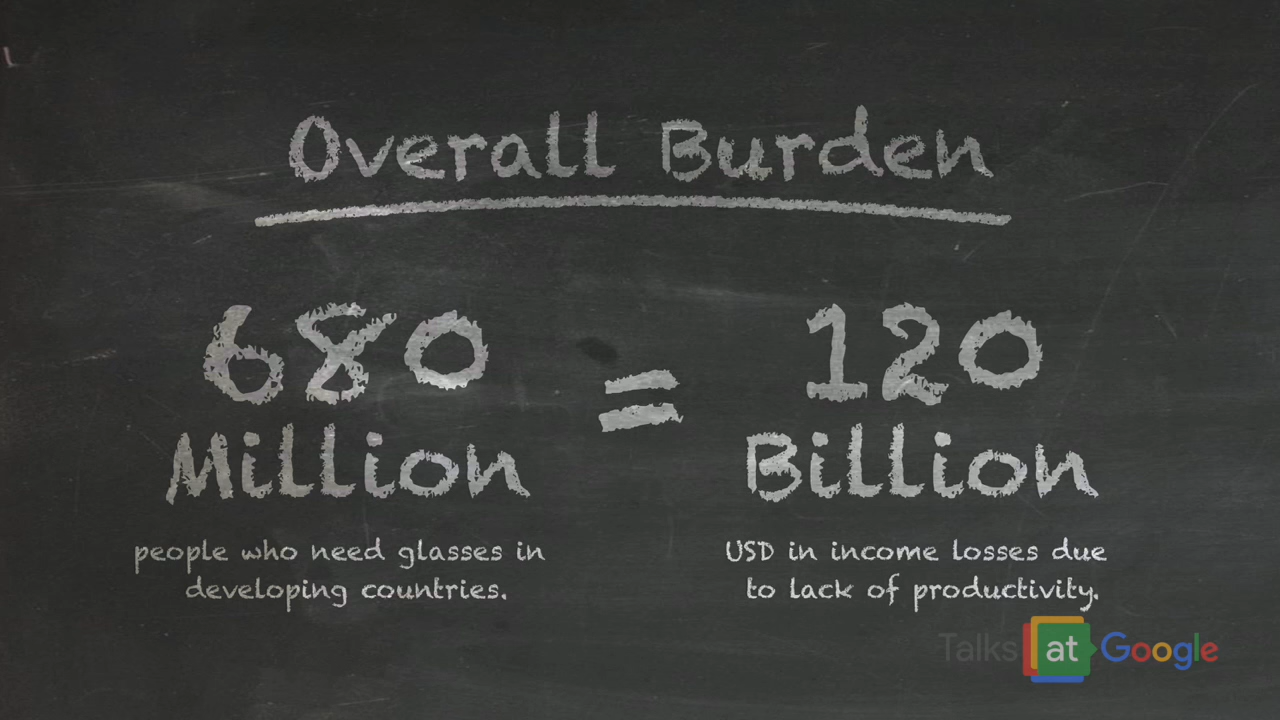 Overall Burden
680
Million
people who need glasses in
developing countries.
=
120
Billion
USD in income losses due
to lack of productivity.
Talks at Google